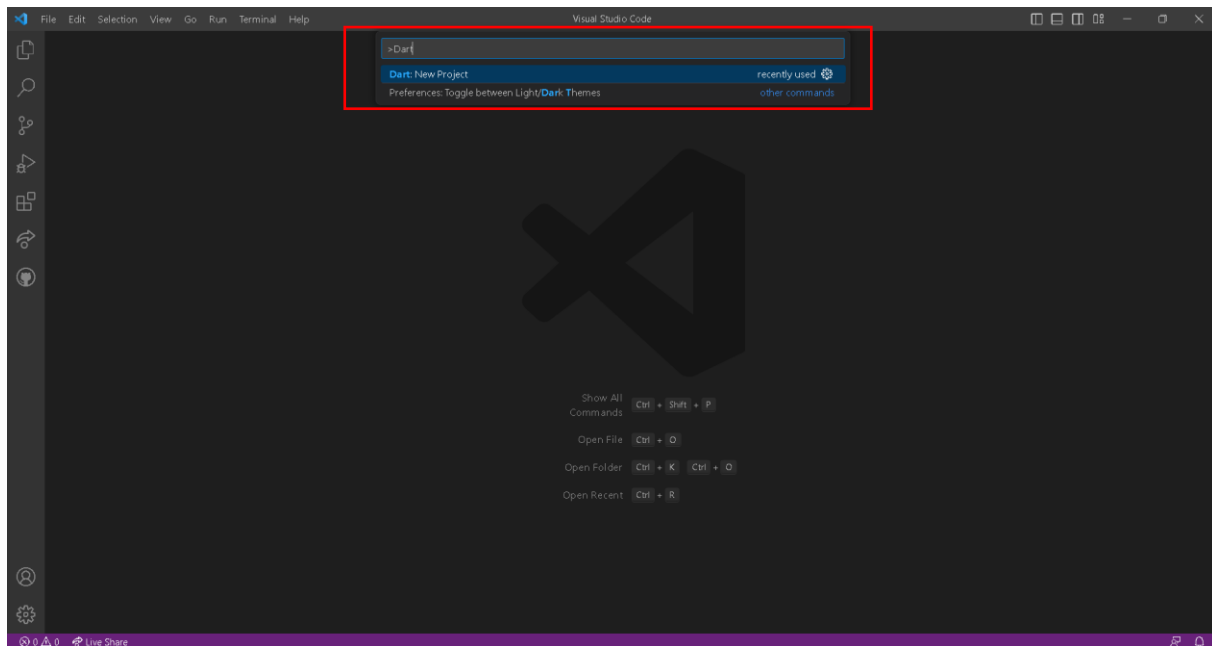 File Edit Selection View Go Run Terminal Help Visual Studio Code
>Dart
Dart: New Project recently used
Preferences: Toggle between Light/Dark Themes other commands
Show All
Commands Ctrl + Shift + P
Open File Ctrl + O
Open Folder Ctrl + K Ctrl + O
Open Recent Ctrl + R
0 0 Live Share